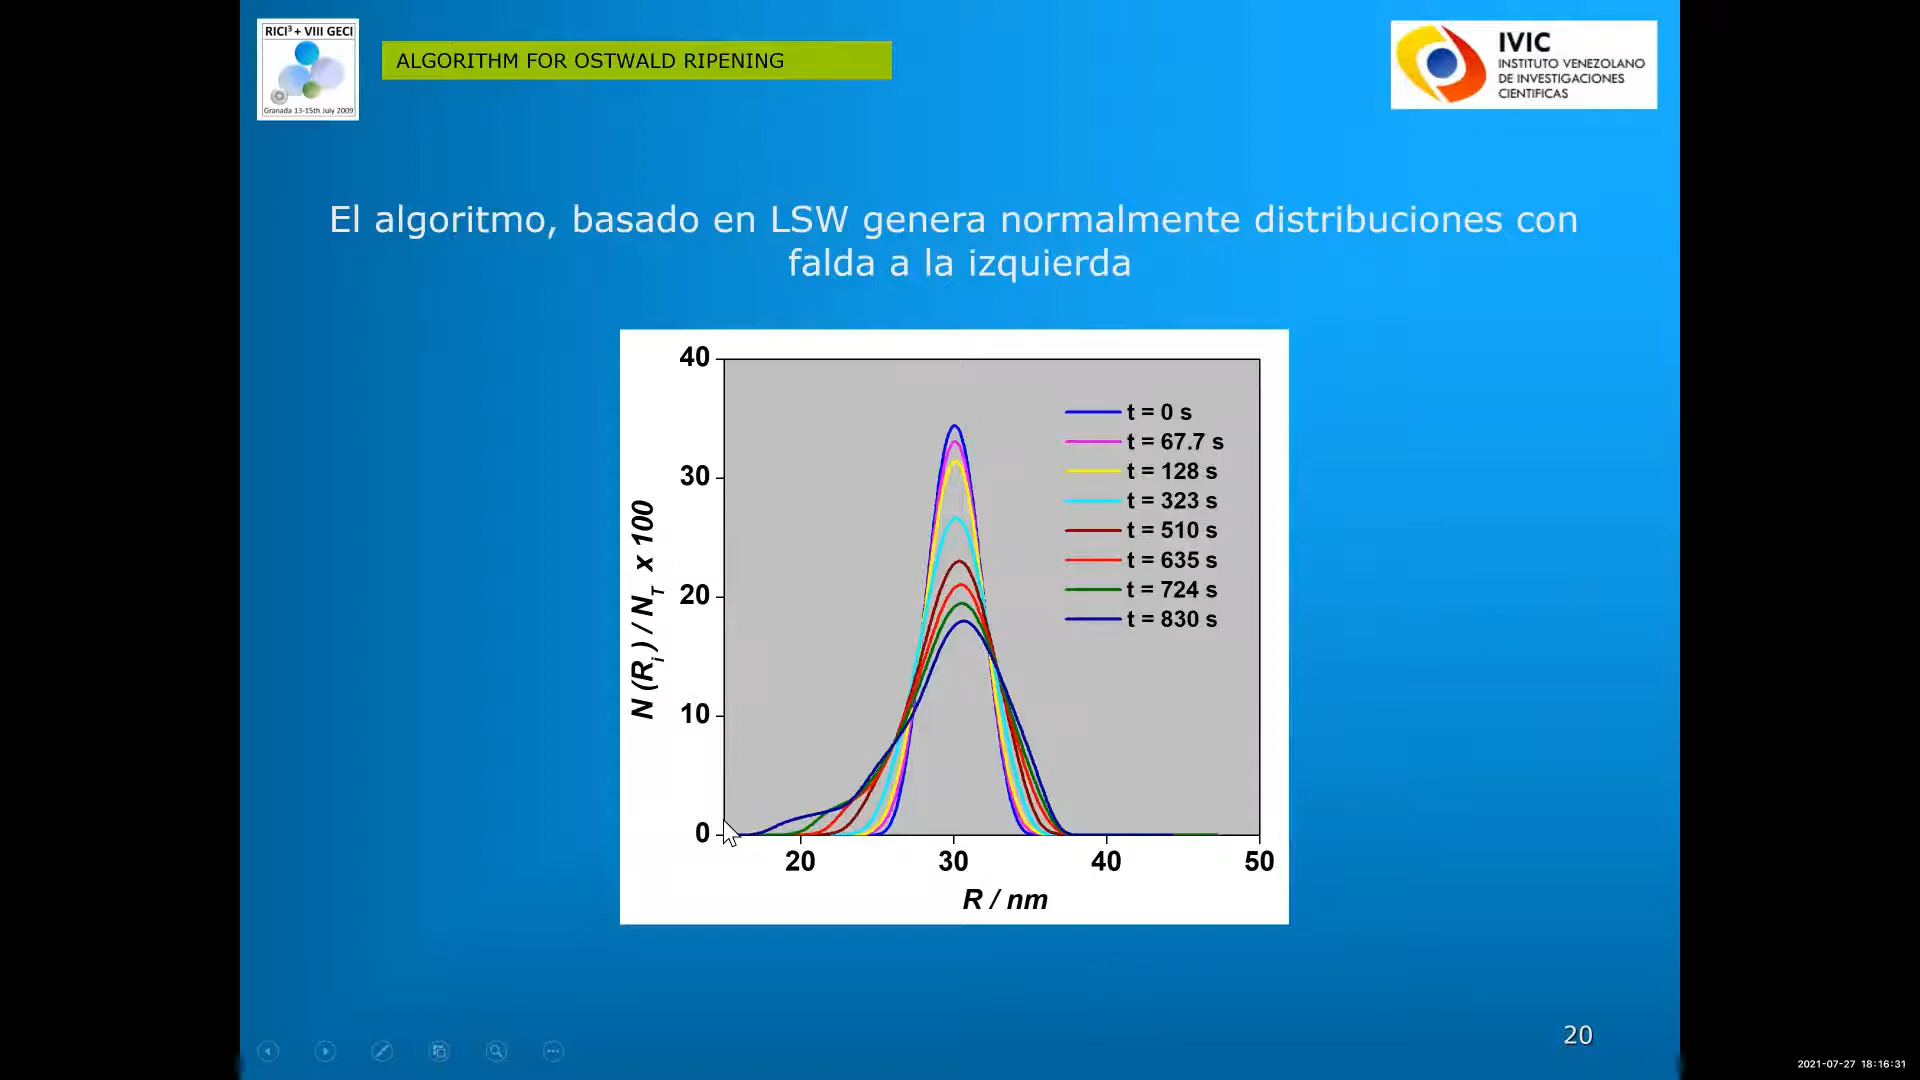 RICI³ + VIII GECI
Granada 13-15th July 2009
ALGORITHM FOR OSTWALD RIPENING
IVIC
INSTITUTO VENEZOLANO
DE INVESTIGACIONES
CIENTIFICAS
El algoritmo, basado en LSW genera normalmente distribuciones con
falda a la izquierda
40
30
20
10
0
N (Ri) / NT x 100
t = 0 s
t = 67.7 s
t = 128 s
t = 323 s
t = 510 s
t = 635 s
t = 724 s
t = 830 s
20
30
40
50
R / nm
20
2021-07-27 18:16:31